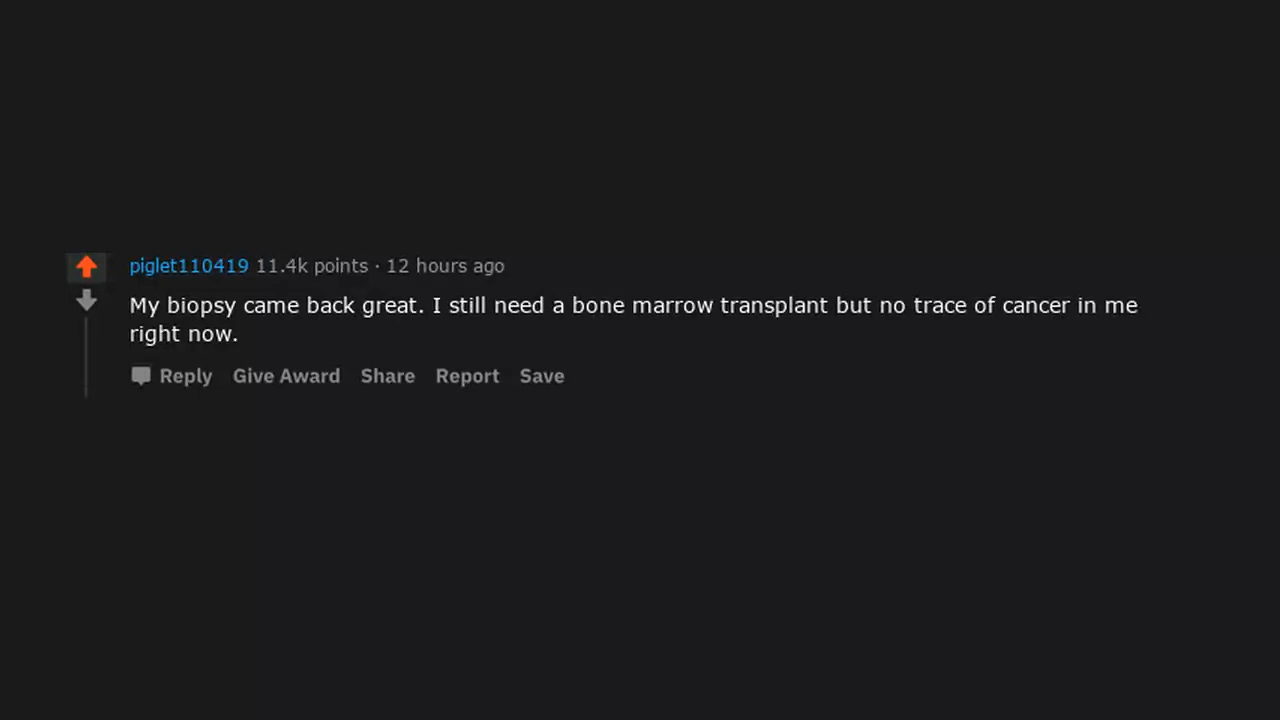 piglet110419 11.4k points · 12 hours ago
My biopsy came back great. I still need a bone marrow transplant but no trace of cancer in me
right now.
Reply Give Award Share Report Save